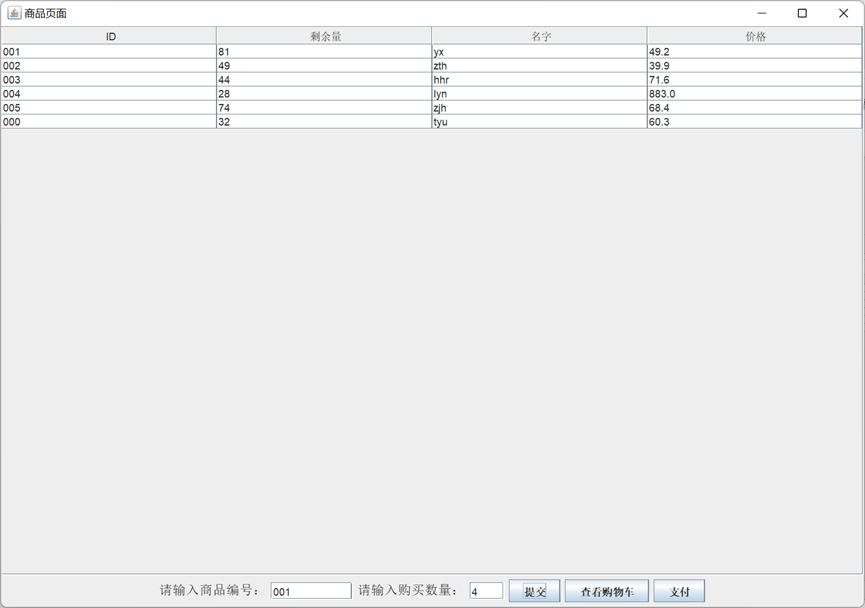 商品页面
ID 剩余量 名字 价格
001 81 yx 49.2
002 49 zth 39.9
003 44 hhr 71.6
004 28 lyn 883.0
005 74 zjh 68.4
000 32 tyu 60.3
请输入商品编号： 001 请输入购买数量： 4 提交 查看购物车 支付